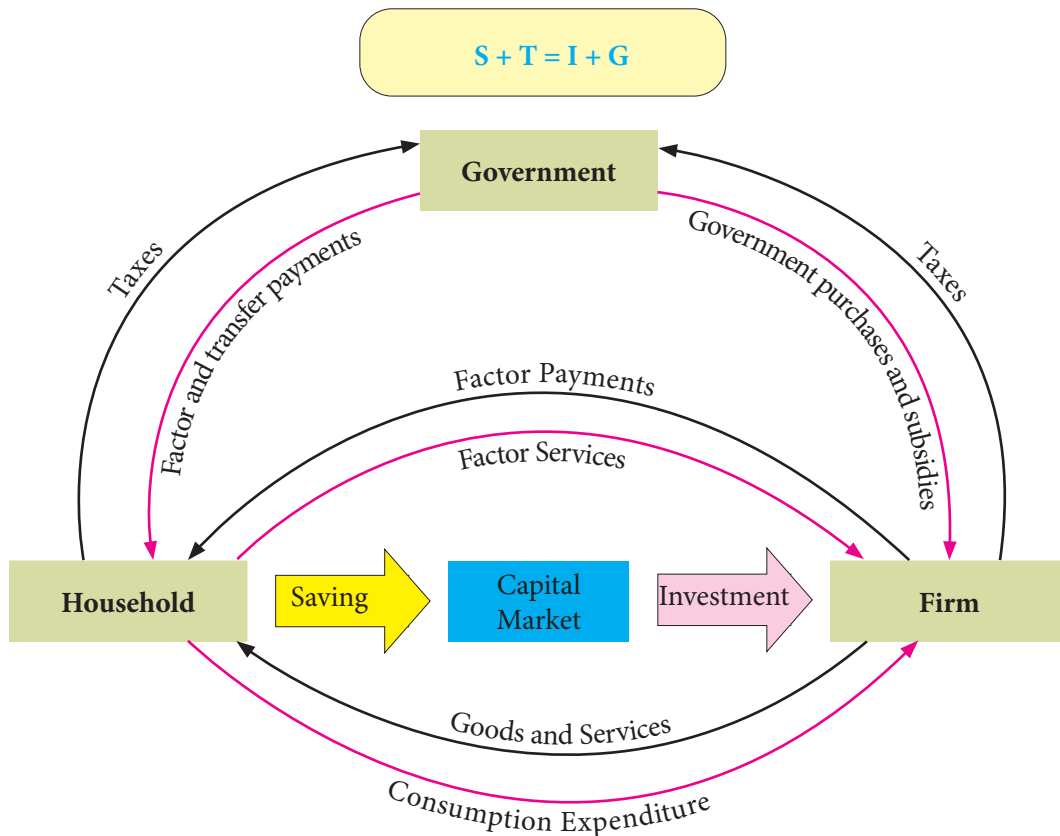 S + T = I + G
Government
Taxes
Factor and transfer payments
Government purchases and subsidies
Taxes
Factor Payments
Factor Services
Household
Saving
Capital
Market
Investment
Firm
Goods and Services
Consumption Expenditure